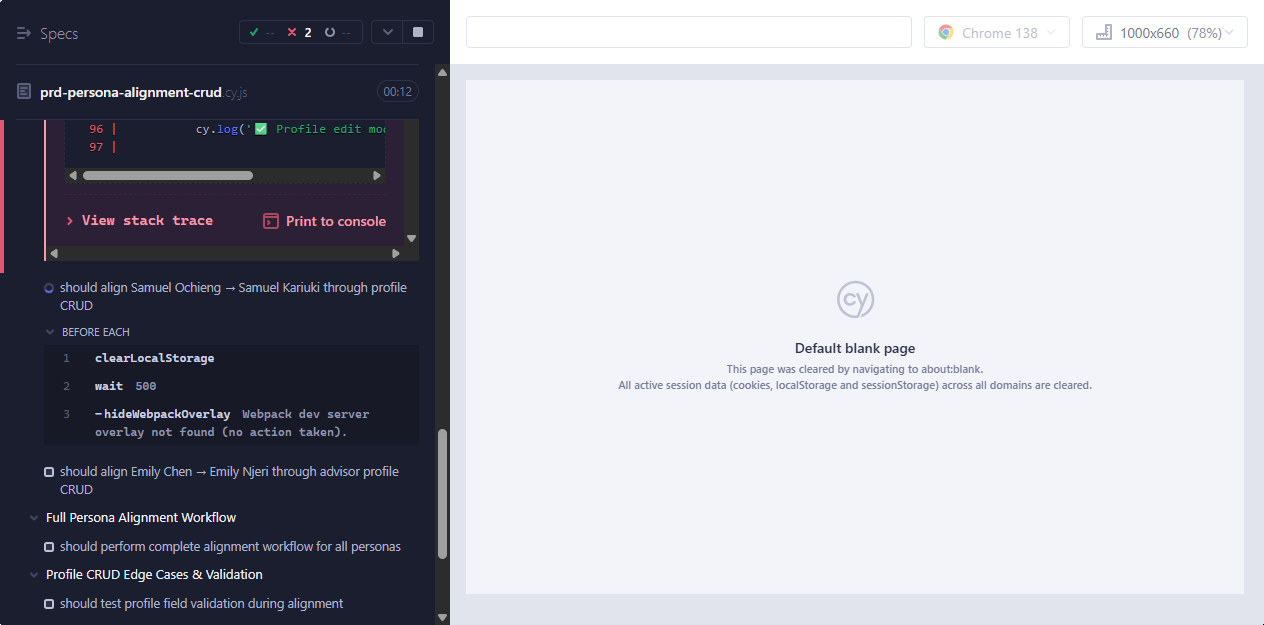 Specs
-- 2 --
Chrome 138
1000x660 (78%)
prd-persona-alignment-crud.cy.js
00:12
96 | cy.log('✅ Profile edit mod
97 |
View stack trace
Print to console
should align Samuel Ochieng → Samuel Kariuki through profile
CRUD
BEFORE EACH
1 clearLocalStorage
2 wait 500
3 -hideWebpackOverlay Webpack dev server
overlay not found (no action taken).
should align Emily Chen → Emily Njeri through advisor profile
CRUD
Full Persona Alignment Workflow
should perform complete alignment workflow for all personas
Profile CRUD Edge Cases & Validation
should test profile field validation during alignment
cy
Default blank page
This page was cleared by navigating to about:blank.
All active session data (cookies, localStorage and sessionStorage) across all domains are cleared.